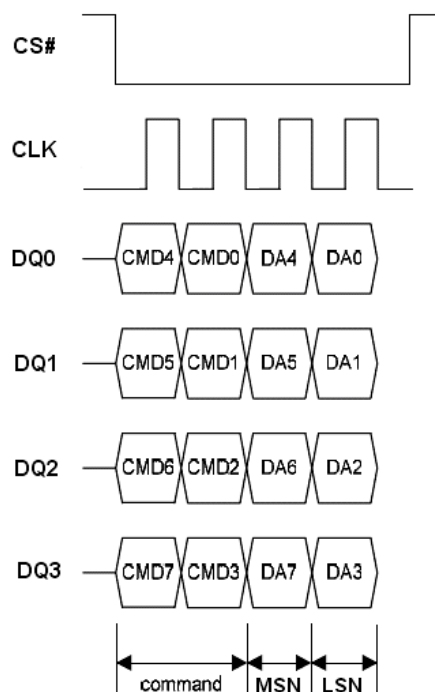 CS#
CLK
DQ0 CMD4 CMD0 DA4 DA0
DQ1 CMD5 CMD1 DA5 DA1
DQ2 CMD6 CMD2 DA6 DA2
DQ3 CMD7 CMD3 DA7 DA3
command MSN LSN